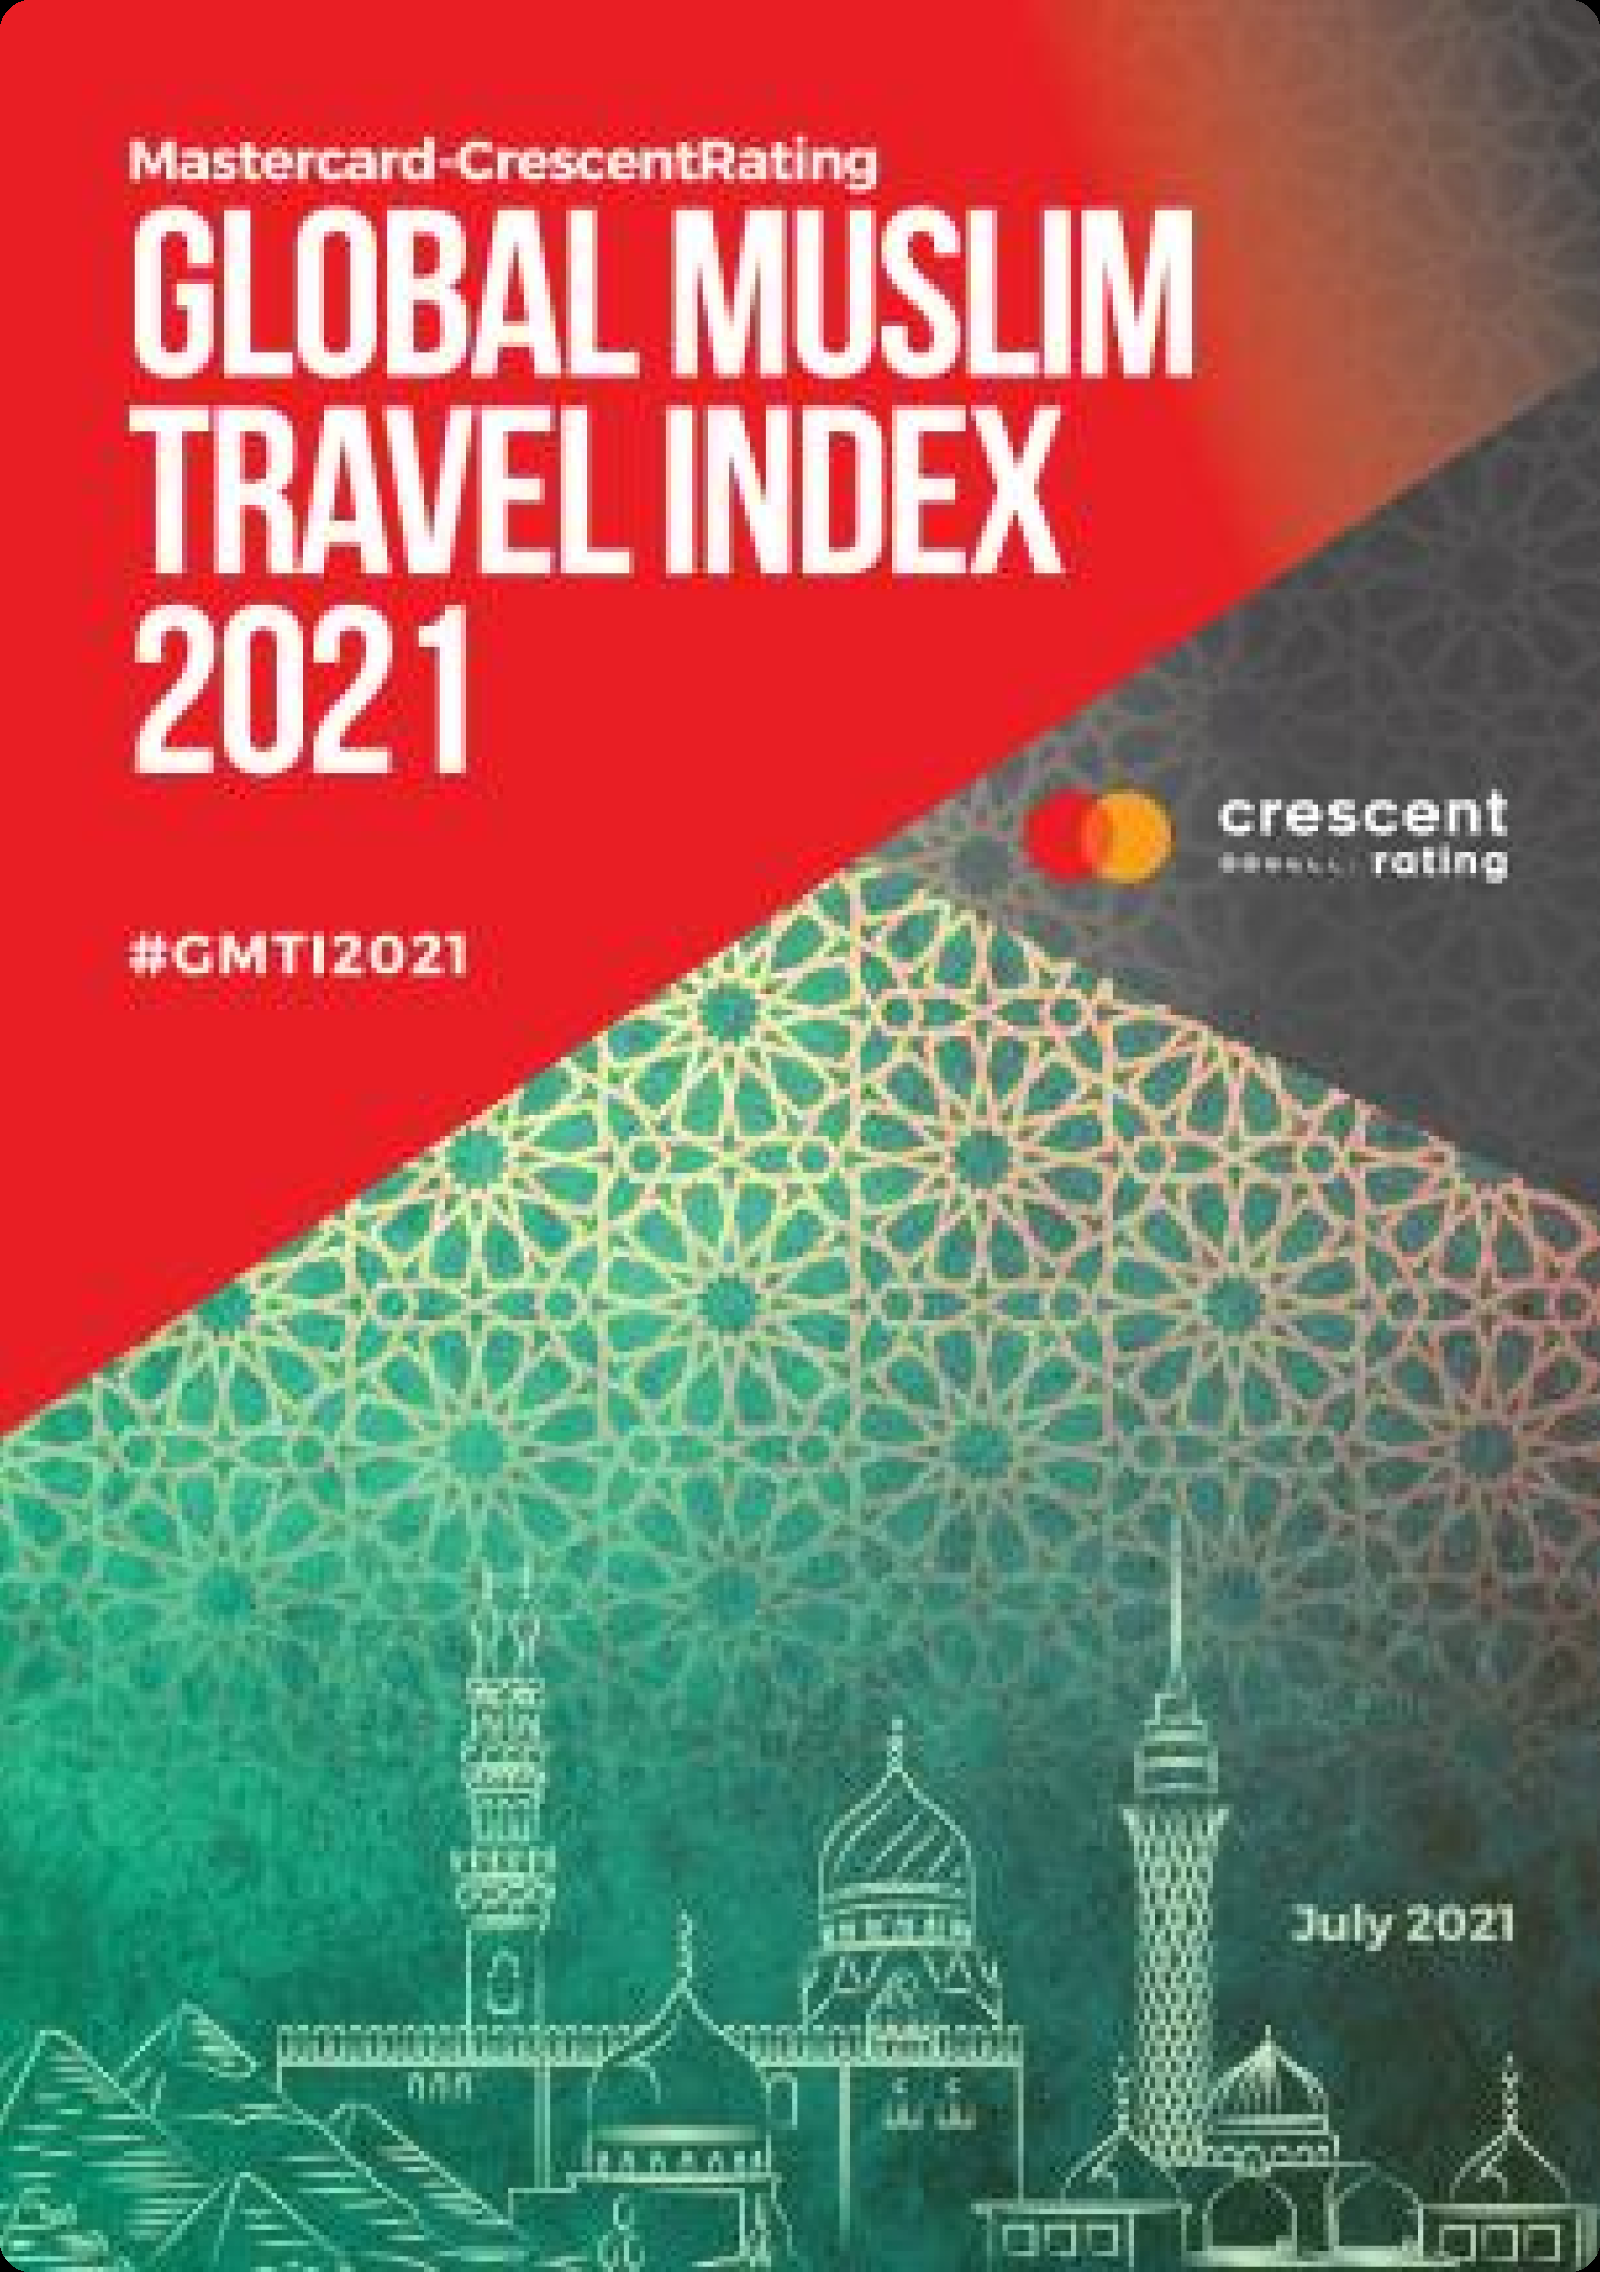 Mastercard-CrescentRating
GLOBAL MUSLIM
TRAVEL INDEX
2021
crescent
rating
#GMTI2021
July 2021